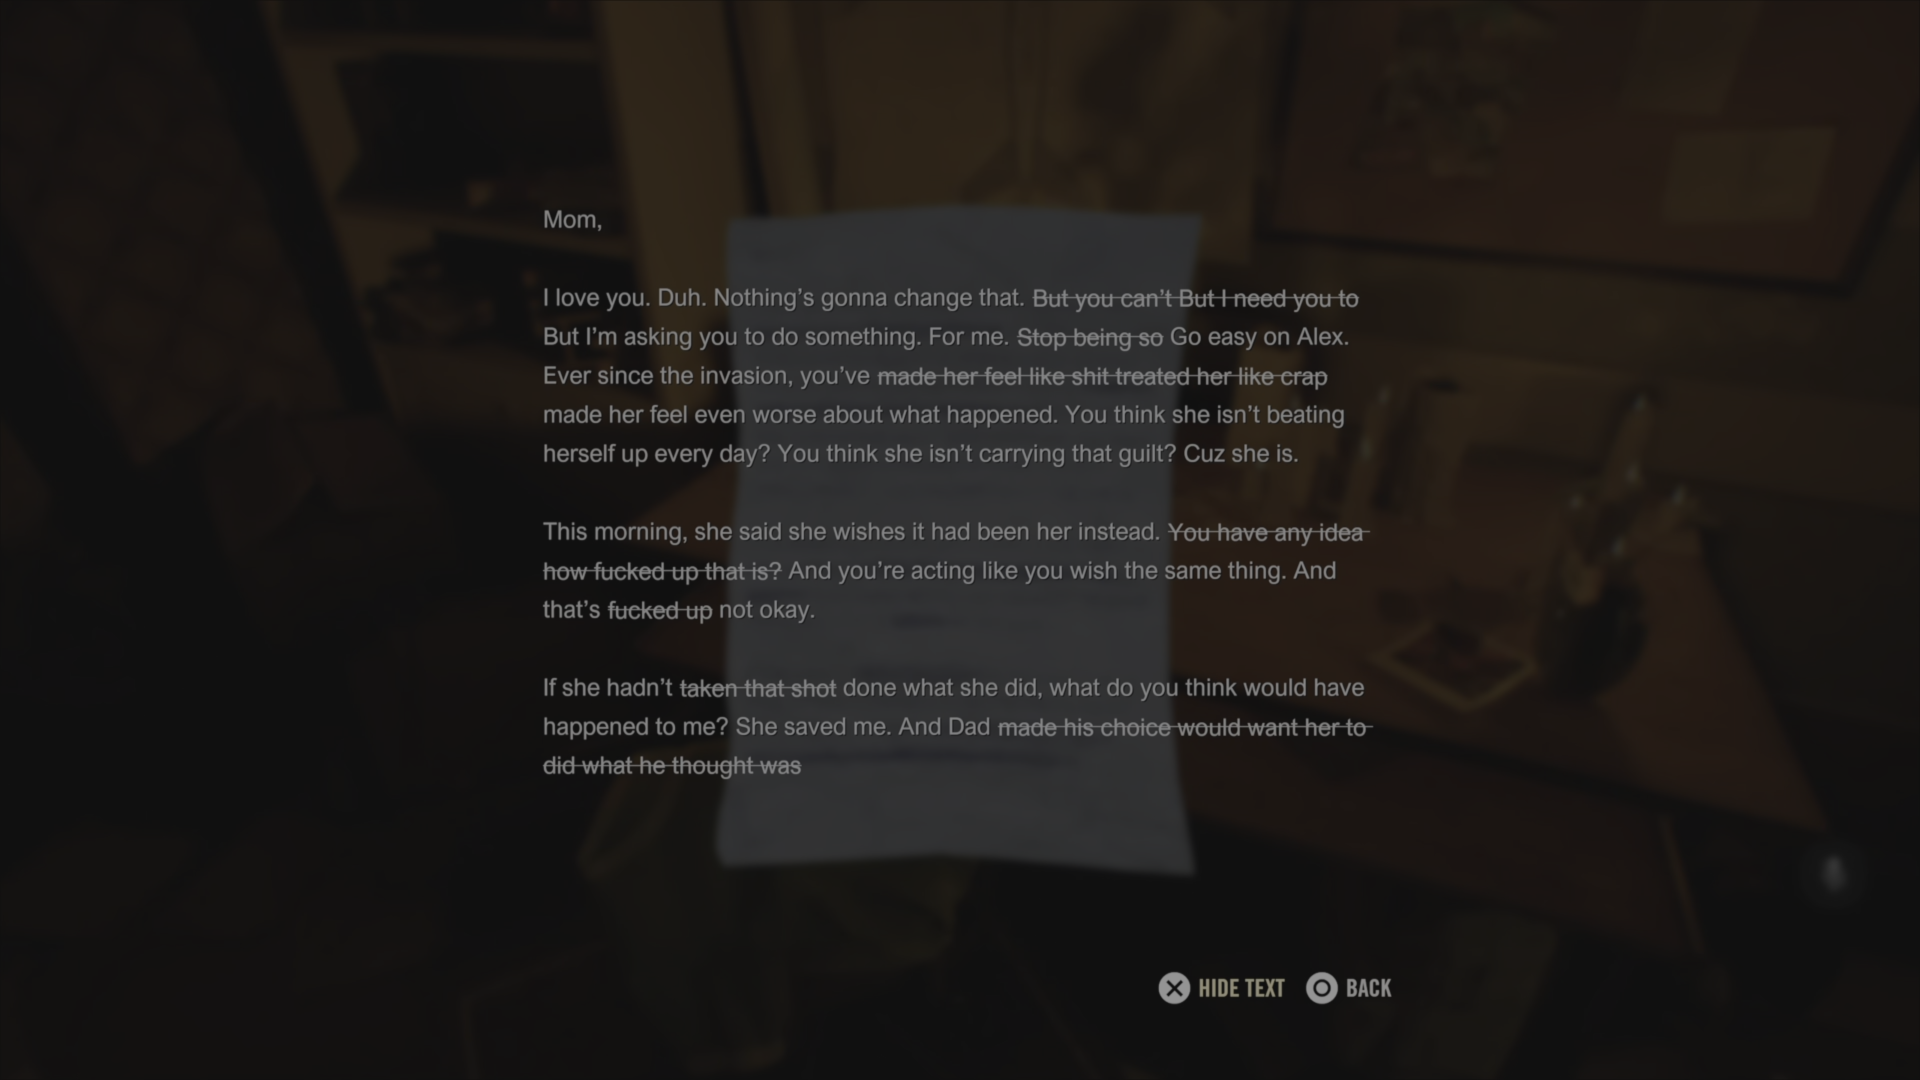 Mom,
I love you. Duh. Nothing's gonna change that. But you can't But I need you to
But I'm asking you to do something. For me. Stop being so Go easy on Alex.
Ever since the invasion, you've made her feel like shit treated her like crap
made her feel even worse about what happened. You think she isn't beating
herself up every day? You think she isn't carrying that guilt? Cuz she is.
This morning, she said she wishes it had been her instead. You have any idea
how fucked up that is? And you're acting like you wish the same thing. And
that's fucked up not okay.
If she hadn't taken that shot done what she did, what do you think would have
happened to me? She saved me. And Dad made his choice would want her to
did what he thought was
HIDE TEXT BACK